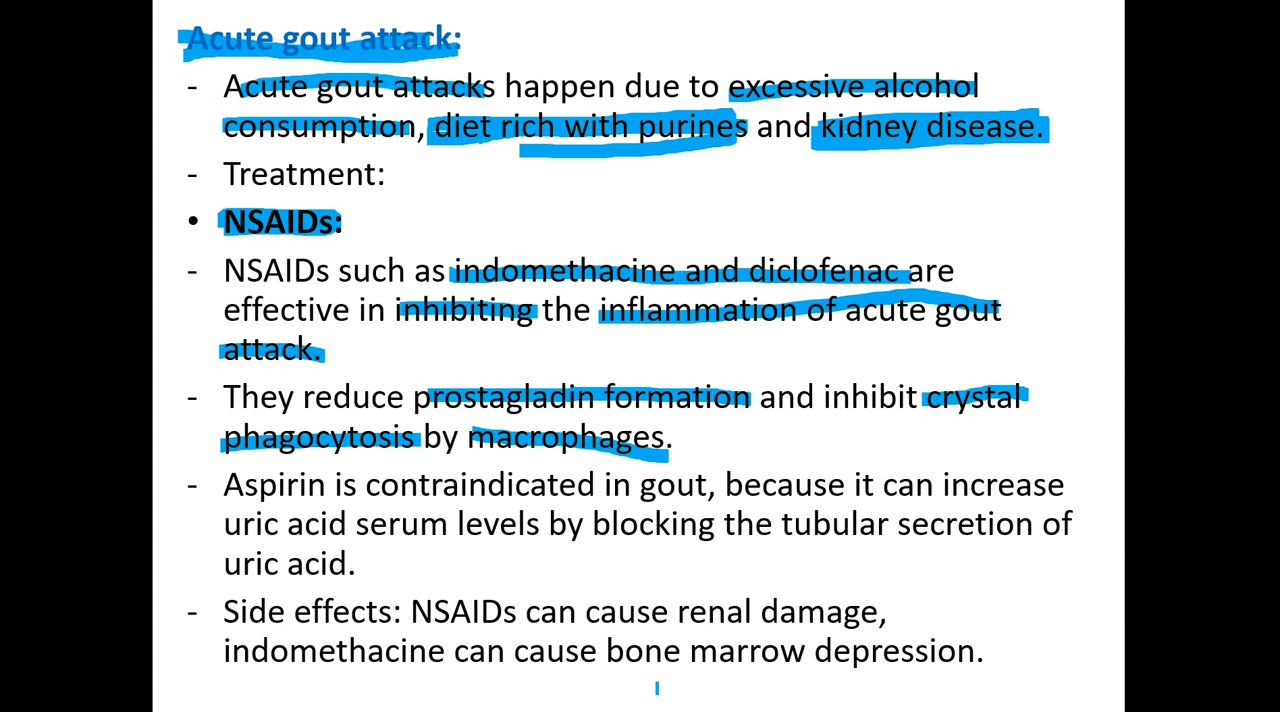 Acute gout attack:
- Acute gout attacks happen due to excessive alcohol
consumption, diet rich with purines and kidney disease.
- Treatment:
• NSAIDs:
- NSAIDs such as indomethacine and diclofenac are
effective in inhibiting the inflammation of acute gout
attack.
- They reduce prostagladin formation and inhibit crystal
phagocytosis by macrophages.
- Aspirin is contraindicated in gout, because it can increase
uric acid serum levels by blocking the tubular secretion of
uric acid.
- Side effects: NSAIDs can cause renal damage,
indomethacine can cause bone marrow depression.